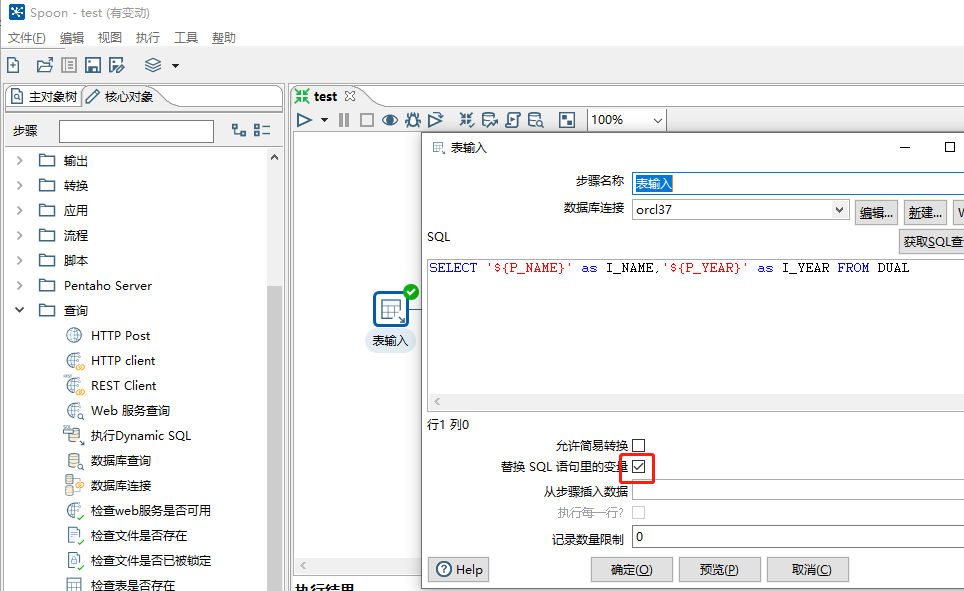 Spoon - test (有变动)
文件(F) 编辑 视图 执行 工具 帮助
主对象树 核心对象
步骤
输出
转换
应用
流程
脚本
Pentaho Server
查询
HTTP Post
HTTP client
REST Client
Web 服务查询
执行Dynamic SQL
数据库查询
数据库连接
检查web服务是否可用
检查文件是否存在
检查文件是否已被锁定
检查表是否存在
test
100%
表输入
执行结果
表输入
步骤名称 表输入
数据库连接 orcl37 编辑... 新建... W
SQL 获取SQL查
SELECT '${P_NAME}' as I_NAME,'${P_YEAR}' as I_YEAR FROM DUAL
行1 列0
允许简易转换
替换 SQL 语句里的变量
从步骤插入数据
执行每一行?
记录数量限制 0
Help 确定(O) 预览(P) 取消(C)